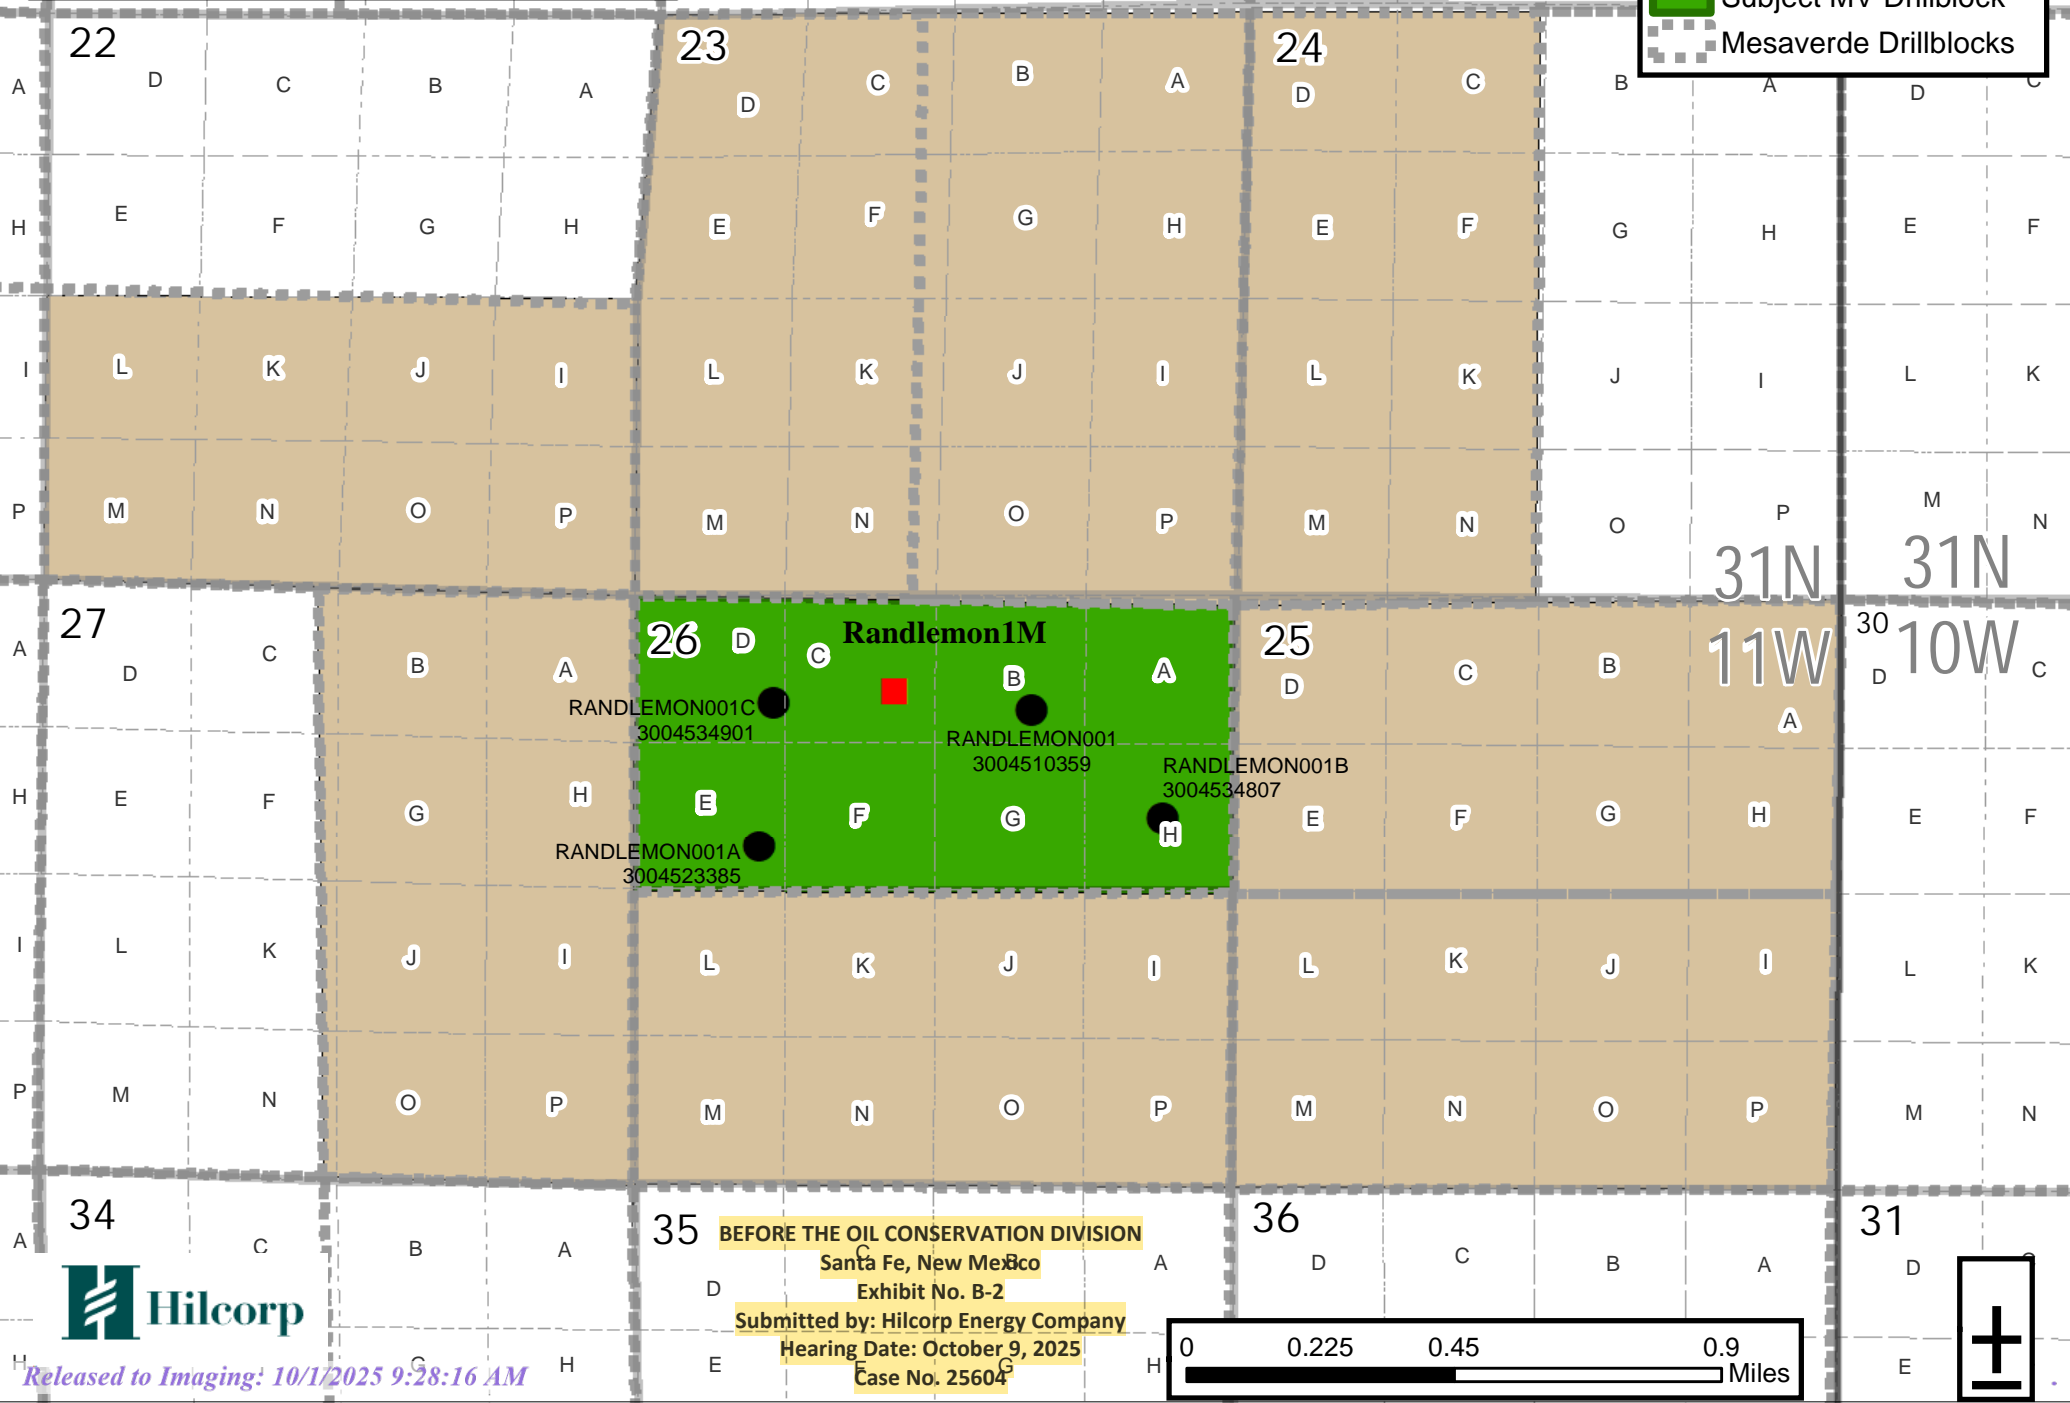 Subject MV Drillblock
Mesaverde Drillblocks
22
23
24
A D C B A D C B A D C B A D C
H E F G H E F G H E F G H E F
I L K J I L K J I L K J I L K
P M N O P M N O P M N O P M N
31N
31N
27
26
Randlemon1M
25
11W
30
10W
A D C B A D C B A D C B A D C
RANDLEMON001C
3004534901
RANDLEMON001
3004510359
RANDLEMON001B
3004534807
H E F G H E F G H E F G H E F
RANDLEMON001A
3004523385
I L K J I L K J I L K J I L K
P M N O P M N O P M N O P M N
34
35
36
31
A C B A D C B A D C B A D C
BEFORE THE OIL CONSERVATION DIVISION
Santa Fe, New Mexico
Exhibit No. B-2
Submitted by: Hilcorp Energy Company
Hearing Date: October 9, 2025
Case No. 25604
Hilcorp
H G H E F G H E
Released to Imaging: 10/1/2025 9:28:16 AM
0 0.225 0.45 0.9
Miles